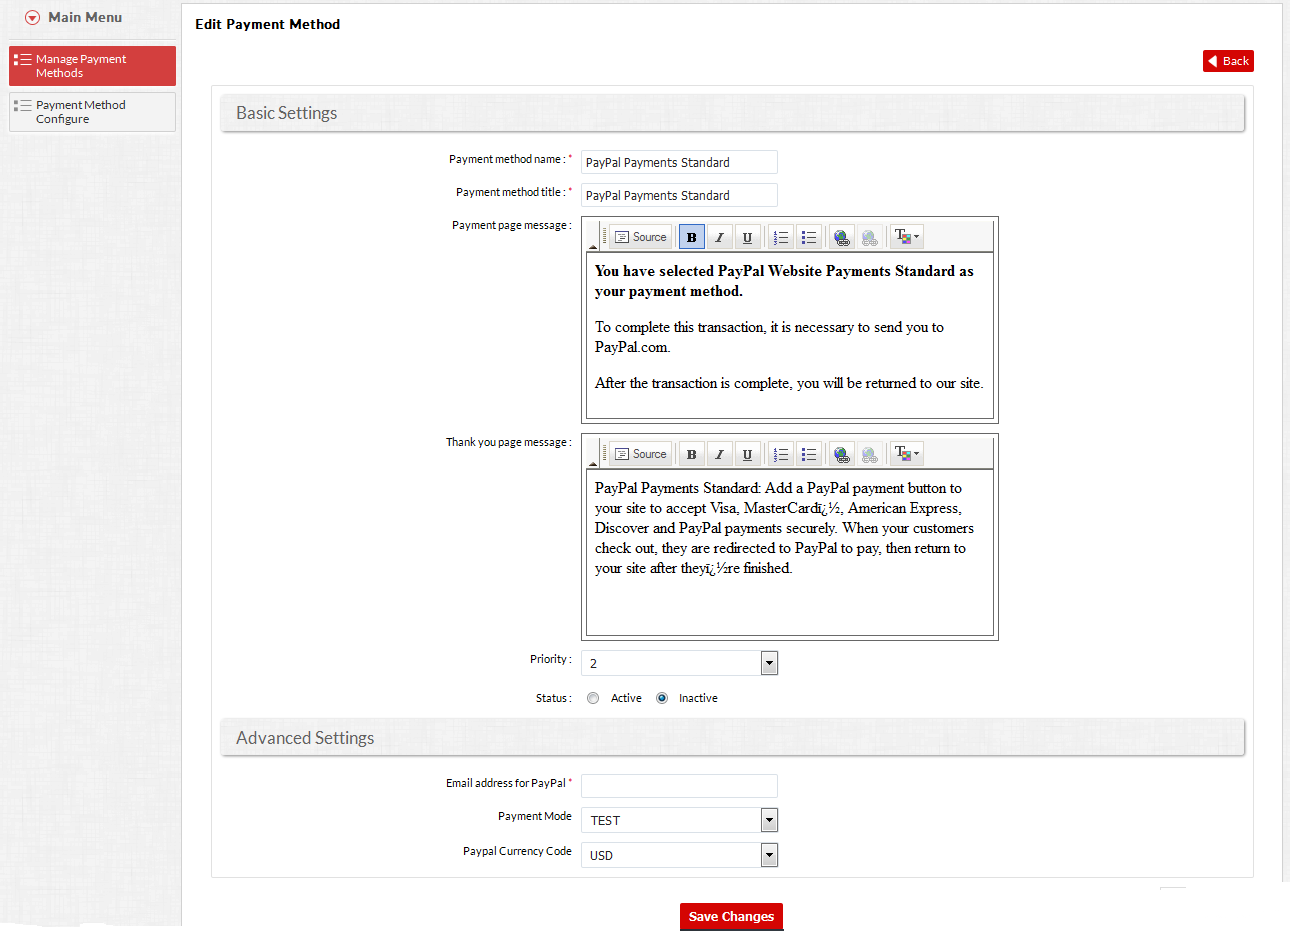 Main Menu
Manage Payment
Methods
Payment Method
Configure
Edit Payment Method
Back
Basic Settings
Payment method name : * PayPal Payments Standard
Payment method title : * PayPal Payments Standard
Payment page message :
Source B I U T
You have selected PayPal Website Payments Standard as
your payment method.
To complete this transaction, it is necessary to send you to
PayPal.com.
After the transaction is complete, you will be returned to our site.
Thank you page message :
Source B I U T
PayPal Payments Standard: Add a PayPal payment button to
your site to accept Visa, MasterCardï¿½, American Express,
Discover and PayPal payments securely. When your customers
check out, they are redirected to PayPal to pay, then return to
your site after theyï¿½re finished.
Priority : 2
Status : Active Inactive
Advanced Settings
Email address for PayPal *
Payment Mode TEST
Paypal Currency Code USD
Save Changes